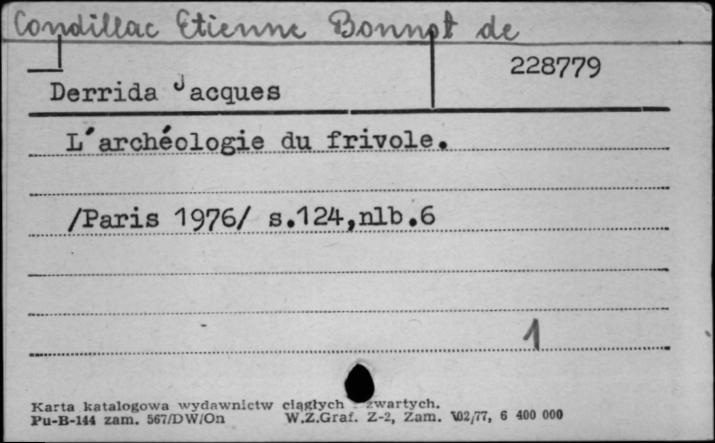 Condillac Etienne Bonnot de
228779
Derrida Jacques
L'archéologie du frivole.
/Paris 1976/ s.124,nlb.6
1
Karta katalogowa wydawnictw ciągłych zwartych.
Pu-B-144 zam. 567/DW/On W.Z.Graf. Z-2, Zam. 102/77, 6 400 000